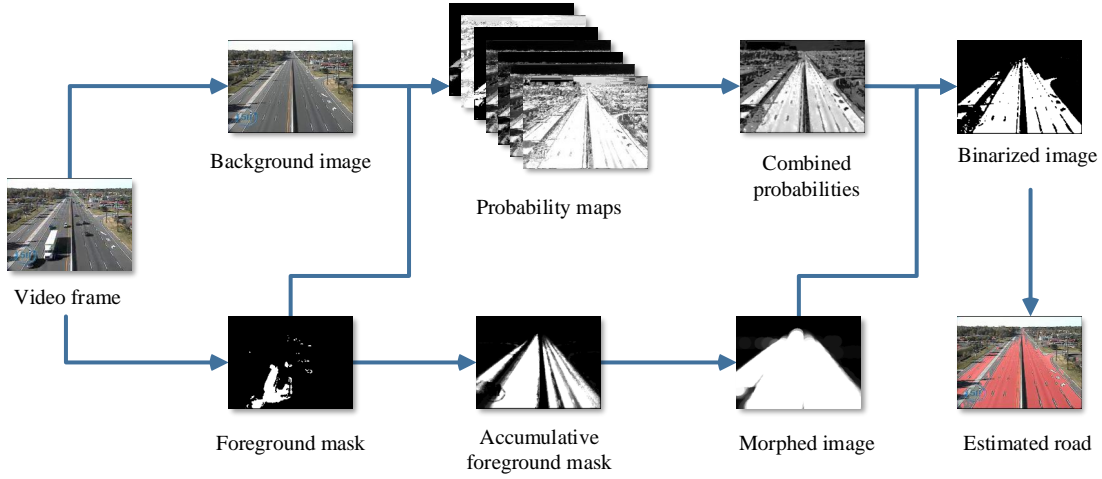 Background image
Probability maps
Combined
probabilities
Binarized image
Video frame
Foreground mask
Accumulative
foreground mask
Morphed image
Estimated road